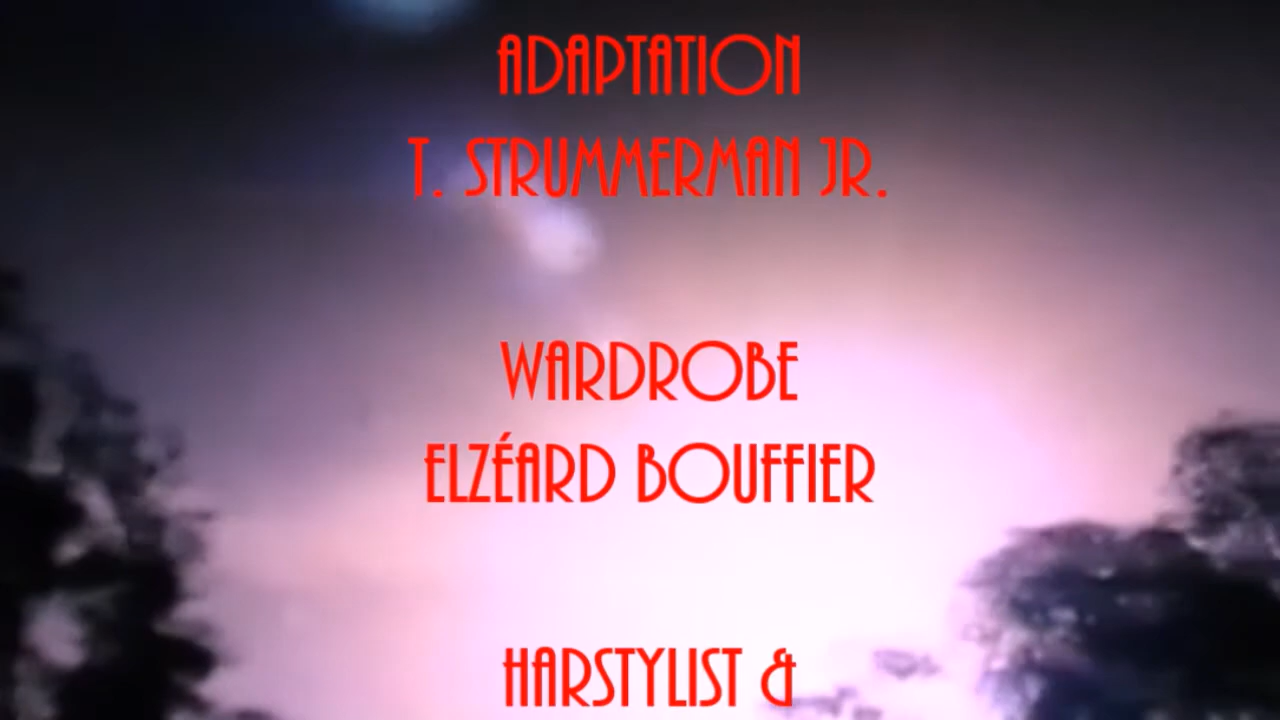 ADAPTATION
T. STRUMMERMAN JR.
WARDROBE
ELZÉARD BOUFFIER
HARSTYLIST &